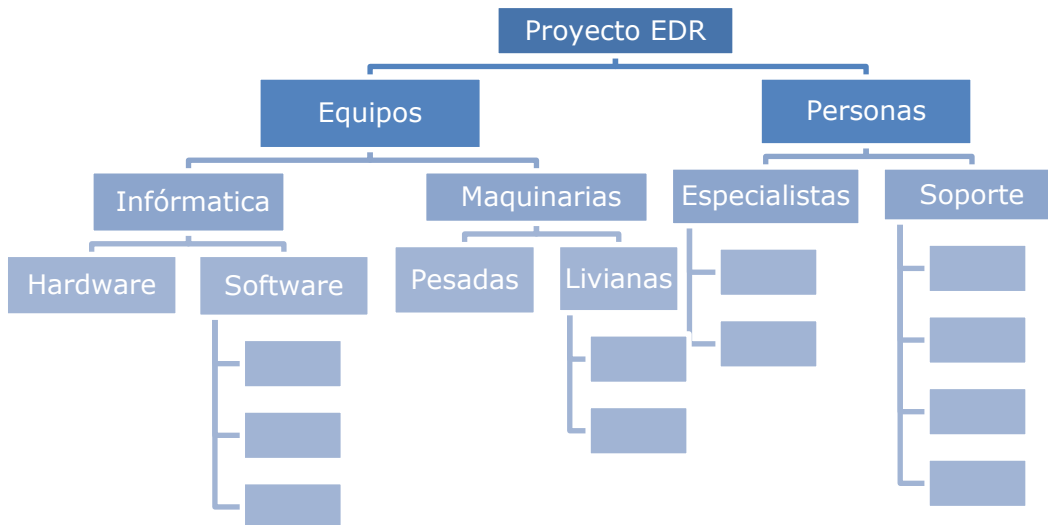 Proyecto EDR
Equipos
Personas
Infórmatica
Maquinarias
Especialistas
Soporte
Hardware
Software
Pesadas
Livianas